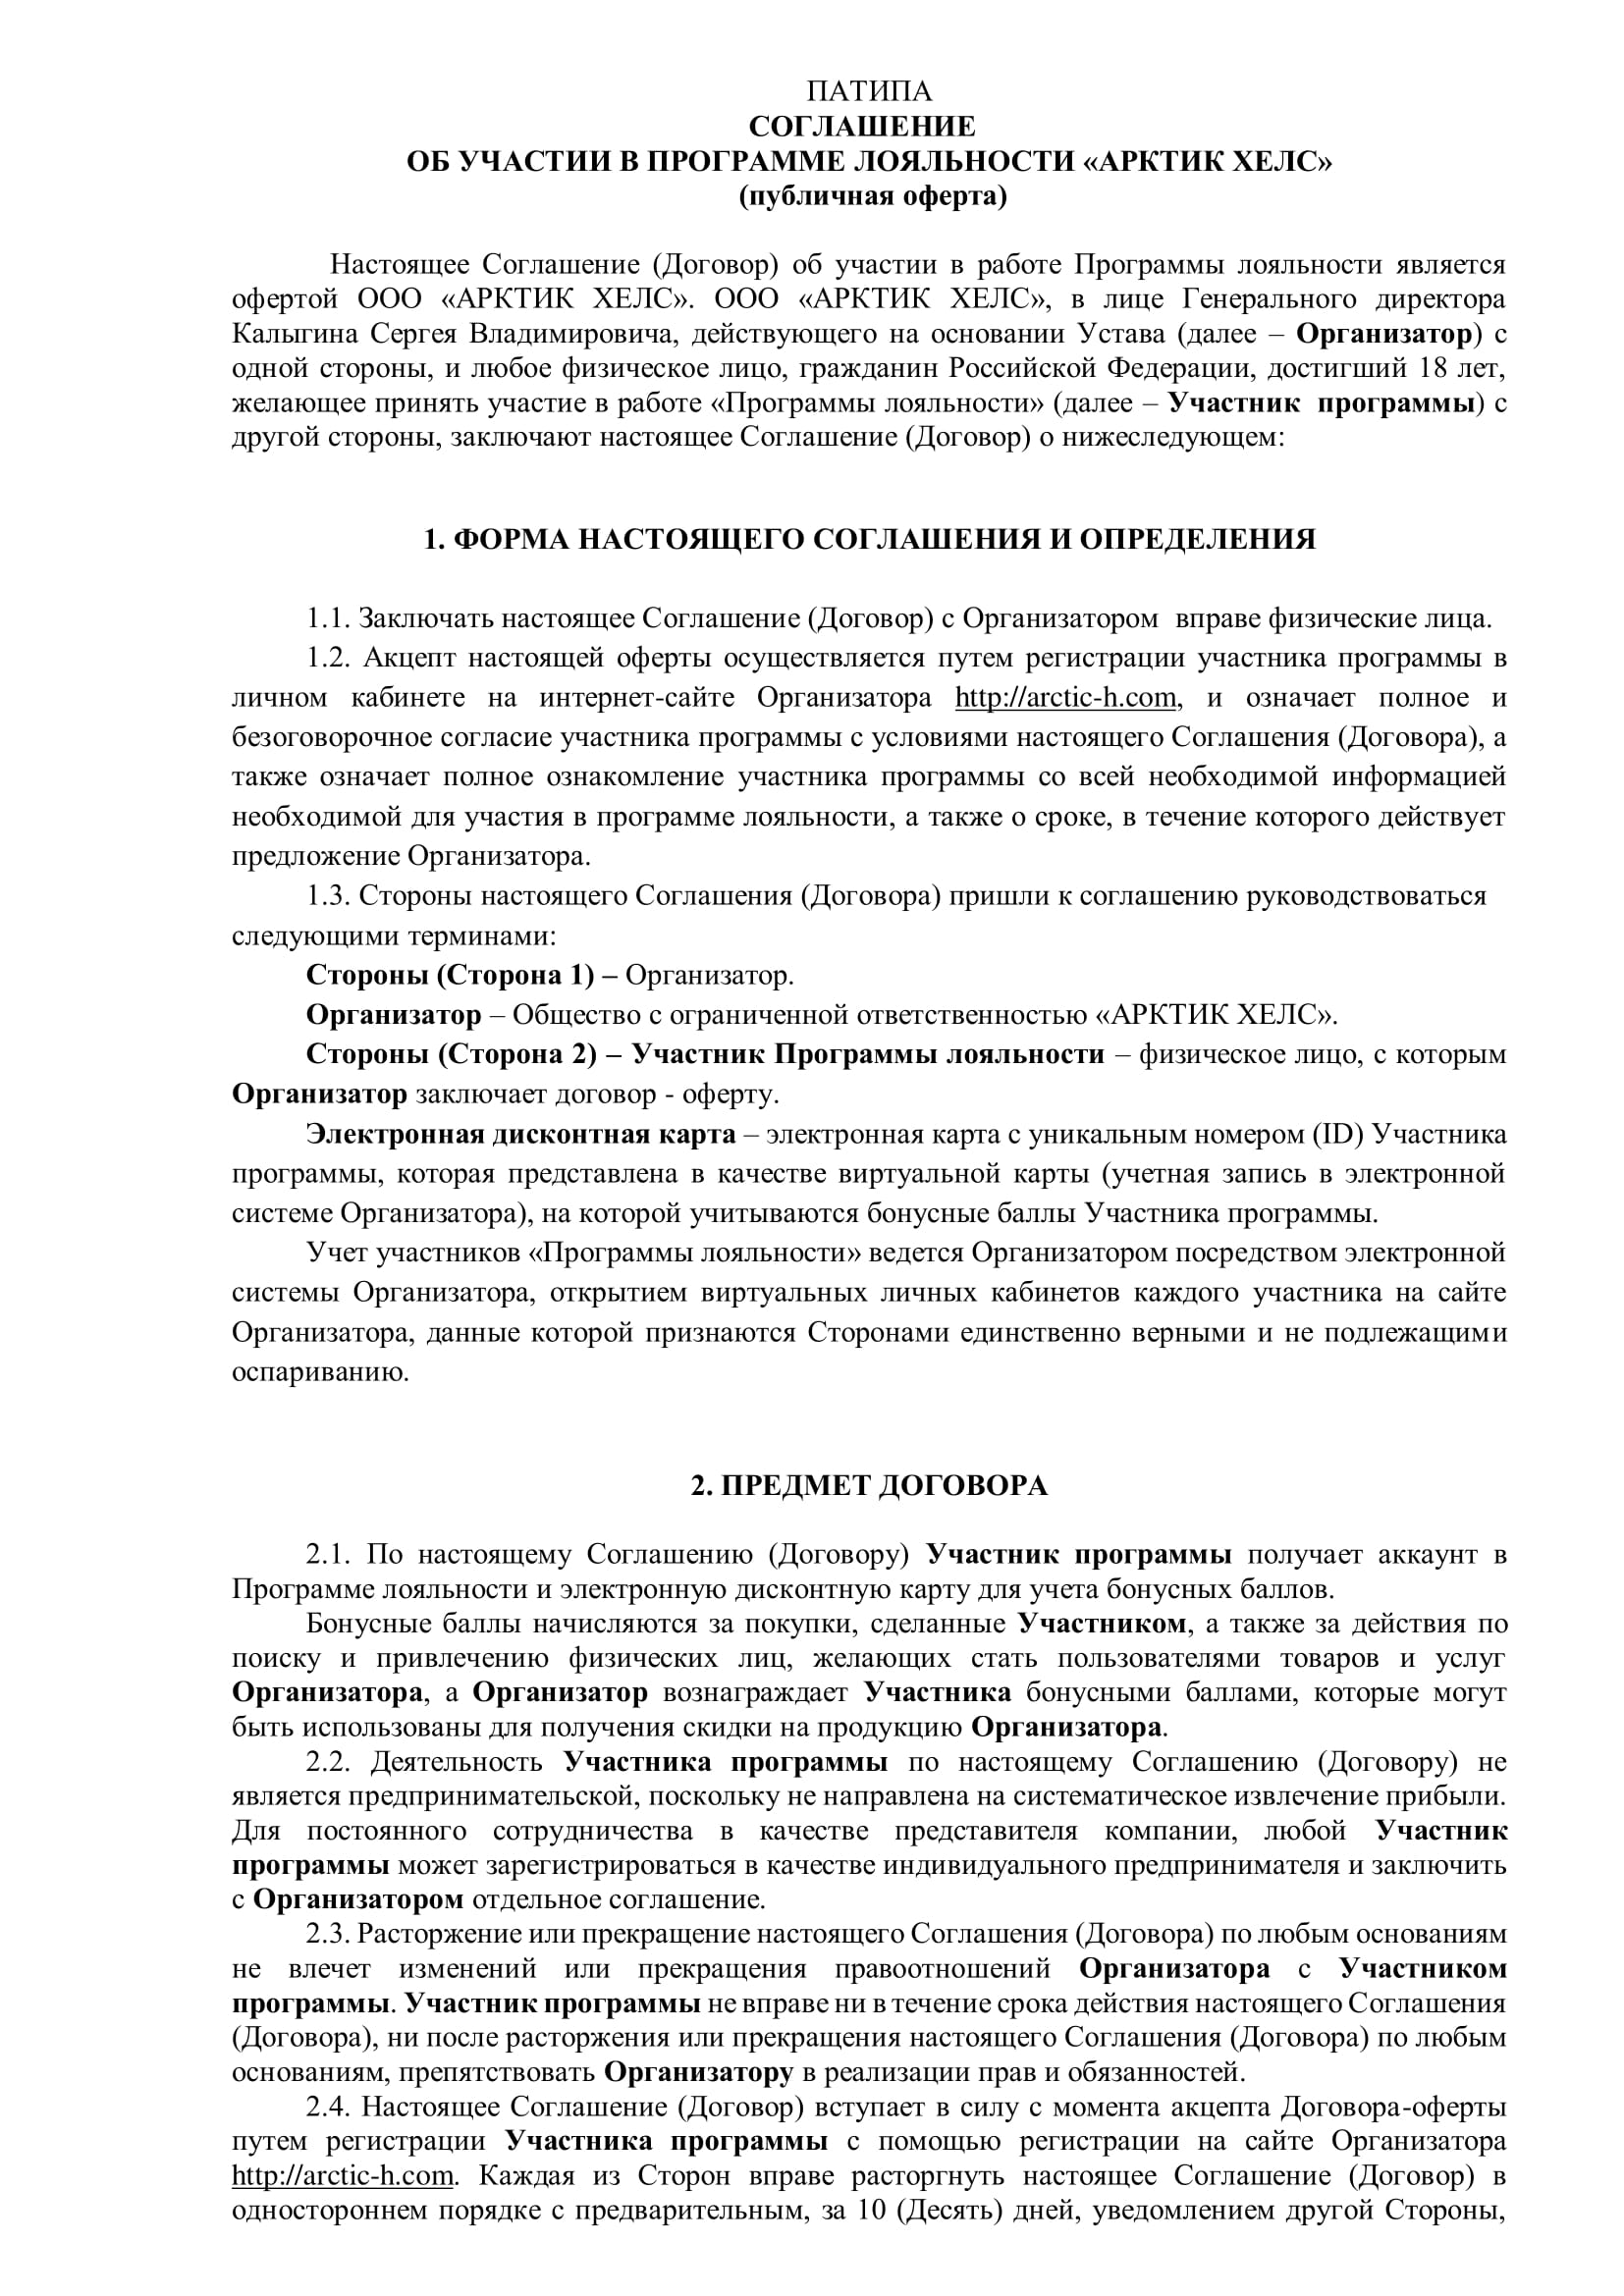 ПАТИПА
СОГЛАШЕНИЕ
ОБ УЧАСТИИ В ПРОГРАММЕ ЛОЯЛЬНОСТИ «АРКТИК ХЕЛС»
(публичная оферта)
Настоящее Соглашение (Договор) об участии в работе Программы лояльности является
офертой ООО «АРКТИК ХЕЛС». ООО «АРКТИК ХЕЛС», в лице Генерального директора
Калыгина Сергея Владимировича, действующего на основании Устава (далее – Организатор) с
одной стороны, и любое физическое лицо, гражданин Российской Федерации, достигший 18 лет,
желающее принять участие в работе «Программы лояльности» (далее – Участник программы) с
другой стороны, заключают настоящее Соглашение (Договор) о нижеследующем:
1. ФОРМА НАСТОЯЩЕГО СОГЛАШЕНИЯ И ОПРЕДЕЛЕНИЯ
1.1. Заключать настоящее Соглашение (Договор) с Организатором вправе физические лица.
1.2. Акцепт настоящей оферты осуществляется путем регистрации участника программы в
личном кабинете на интернет-сайте Организатора http://arctic-h.com, и означает полное и
безоговорочное согласие участника программы с условиями настоящего Соглашения (Договора), а
также означает полное ознакомление участника программы со всей необходимой информацией
необходимой для участия в программе лояльности, а также о сроке, в течение которого действует
предложение Организатора.
1.3. Стороны настоящего Соглашения (Договора) пришли к соглашению руководствоваться
следующими терминами:
Стороны (Сторона 1) – Организатор.
Организатор – Общество с ограниченной ответственностью «АРКТИК ХЕЛС».
Стороны (Сторона 2) – Участник Программы лояльности – физическое лицо, с которым
Организатор заключает договор - оферту.
Электронная дисконтная карта – электронная карта с уникальным номером (ID) Участника
программы, которая представлена в качестве виртуальной карты (учетная запись в электронной
системе Организатора), на которой учитываются бонусные баллы Участника программы.
Учет участников «Программы лояльности» ведется Организатором посредством электронной
системы Организатора, открытием виртуальных личных кабинетов каждого участника на сайте
Организатора, данные которой признаются Сторонами единственно верными и не подлежащими
оспариванию.
2. ПРЕДМЕТ ДОГОВОРА
2.1. По настоящему Соглашению (Договору) Участник программы получает аккаунт в
Программе лояльности и электронную дисконтную карту для учета бонусных баллов.
Бонусные баллы начисляются за покупки, сделанные Участником, а также за действия по
поиску и привлечению физических лиц, желающих стать пользователями товаров и услуг
Организатора, а Организатор вознаграждает Участника бонусными баллами, которые могут
быть использованы для получения скидки на продукцию Организатора.
2.2. Деятельность Участника программы по настоящему Соглашению (Договору) не
является предпринимательской, поскольку не направлена на систематическое извлечение прибыли.
Для постоянного сотрудничества в качестве представителя компании, любой Участник
программы может зарегистрироваться в качестве индивидуального предпринимателя и заключить
с Организатором отдельное соглашение.
2.3. Расторжение или прекращение настоящего Соглашения (Договора) по любым основаниям
не влечет изменений или прекращения правоотношений Организатора с Участником
программы. Участник программы не вправе ни в течение срока действия настоящего Соглашения
(Договора), ни после расторжения или прекращения настоящего Соглашения (Договора) по любым
основаниям, препятствовать Организатору в реализации прав и обязанностей.
2.4. Настоящее Соглашение (Договор) вступает в силу с момента акцепта Договора-оферты
путем регистрации Участника программы с помощью регистрации на сайте Организатора
http://arctic-h.com. Каждая из Сторон вправе расторгнуть настоящее Соглашение (Договор) в
одностороннем порядке с предварительным, за 10 (Десять) дней, уведомлением другой Стороны,